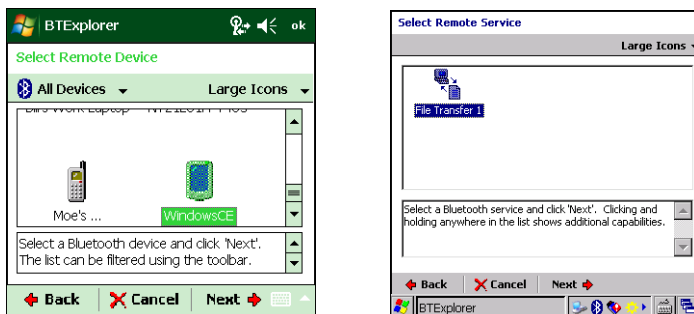 BTExplorer ok
Select Remote Device
All Devices Large Icons
Moe's ... WindowsCE
Select a Bluetooth device and click 'Next'.
The list can be filtered using the toolbar.
Back Cancel Next
Select Remote Service
Large Icons
File Transfer 1
Select a Bluetooth service and click 'Next'. Clicking and
holding anywhere in the list shows additional capabilities.
Back Cancel Next
BTExplorer